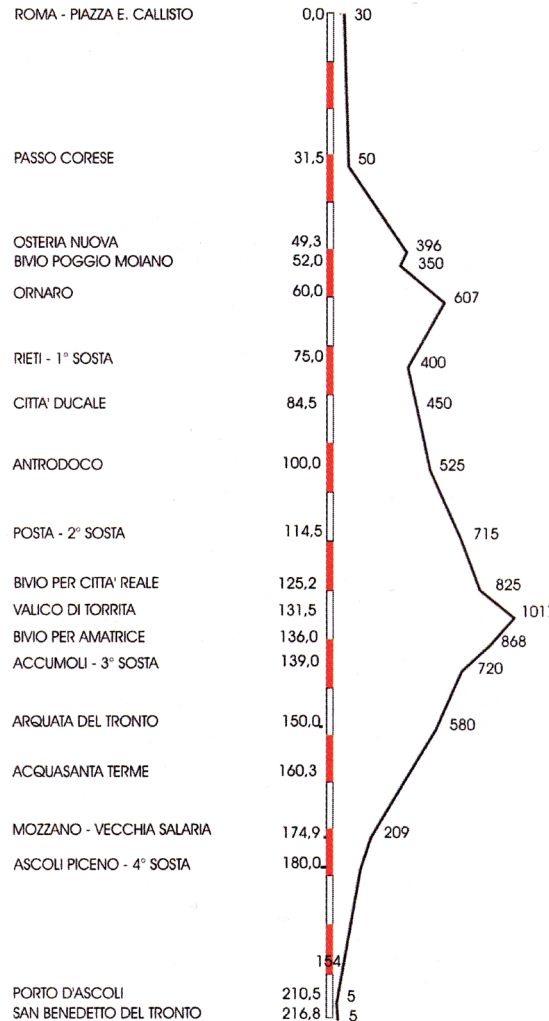 ROMA - PIAZZA E. CALLISTO 0,0 30
PASSO CORESE 31,5 50
OSTERIA NUOVA 49,3 396
BIVIO POGGIO MOIANO 52,0 350
ORNARO 60,0 607
RIETI - 1° SOSTA 75,0 400
CITTA' DUCALE 84,5 450
ANTRODOCO 100,0 525
POSTA - 2° SOSTA 114,5 715
BIVIO PER CITTA' REALE 125,2 825
VALICO DI TORRITA 131,5
BIVIO PER AMATRICE 136,0 868
ACCUMOLI - 3° SOSTA 139,0 720
ARQUATA DEL TRONTO 150,0 580
ACQUASANTA TERME 160,3
MOZZANO - VECCHIA SALARIA 174,9 209
ASCOLI PICENO - 4° SOSTA 180,0
154
PORTO D'ASCOLI 210,5 5
SAN BENEDETTO DEL TRONTO 216,8 5